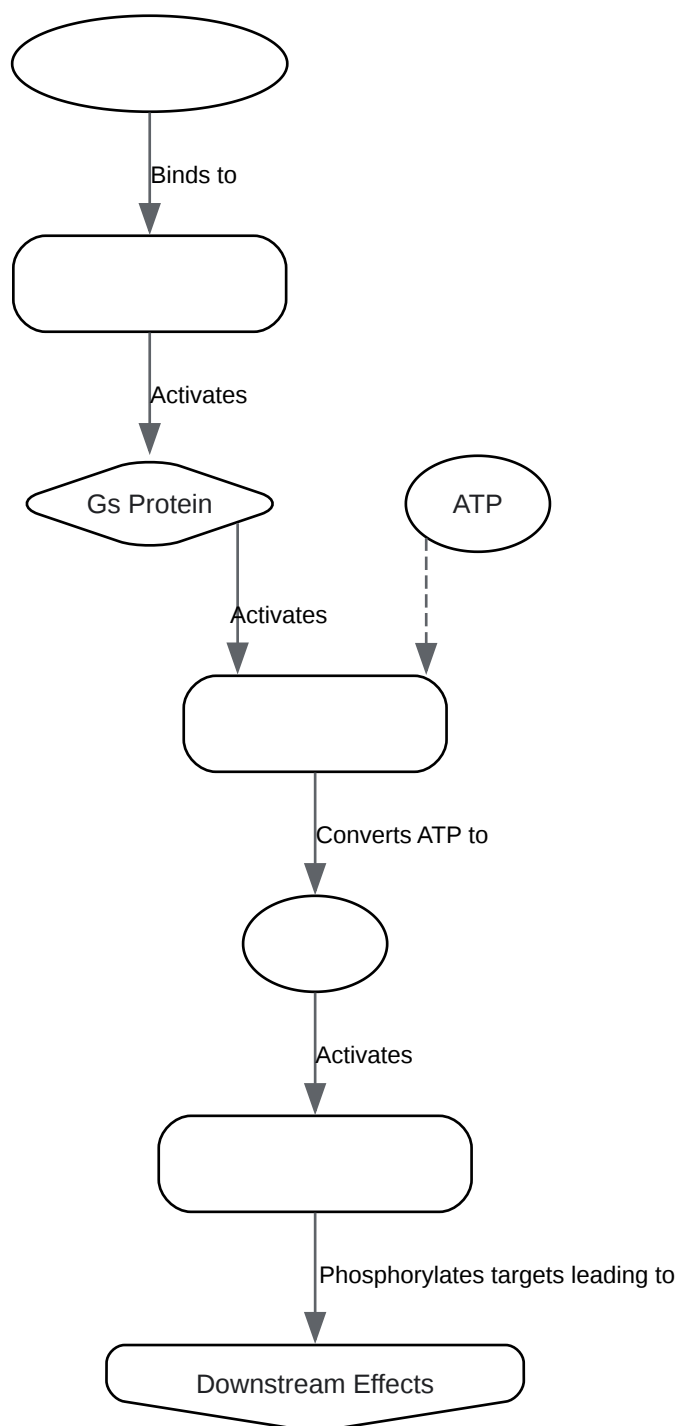 Binds to
Activates
Gs Protein
ATP
Activates
Converts ATP to
Activates
Phosphorylates targets leading to
Downstream Effects